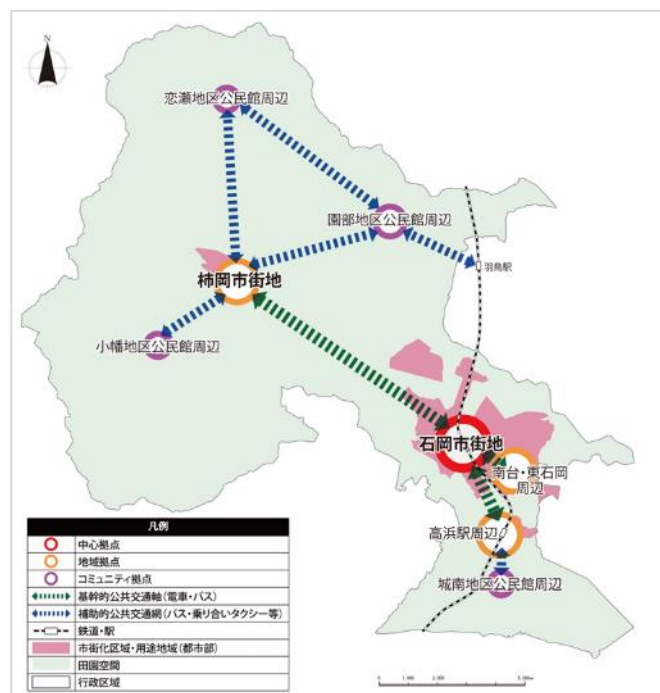 N
恋瀬地区公民館周辺
園部地区公民館周辺
羽鳥駅
柿岡市街地
小幡地区公民館周辺
石岡市街地
南台・東石岡
周辺
高浜駅周辺
城南地区公民館周辺
凡例
中心拠点
地域拠点
コミュニティ拠点
基幹的公共交通軸(電車・バス)
補助的公共交通網(バス・乗り合いタクシー等)
鉄道・駅
市街化区域・用途地域(都市部)
田園空間
行政区域
0 1,000 2,000 5,000m